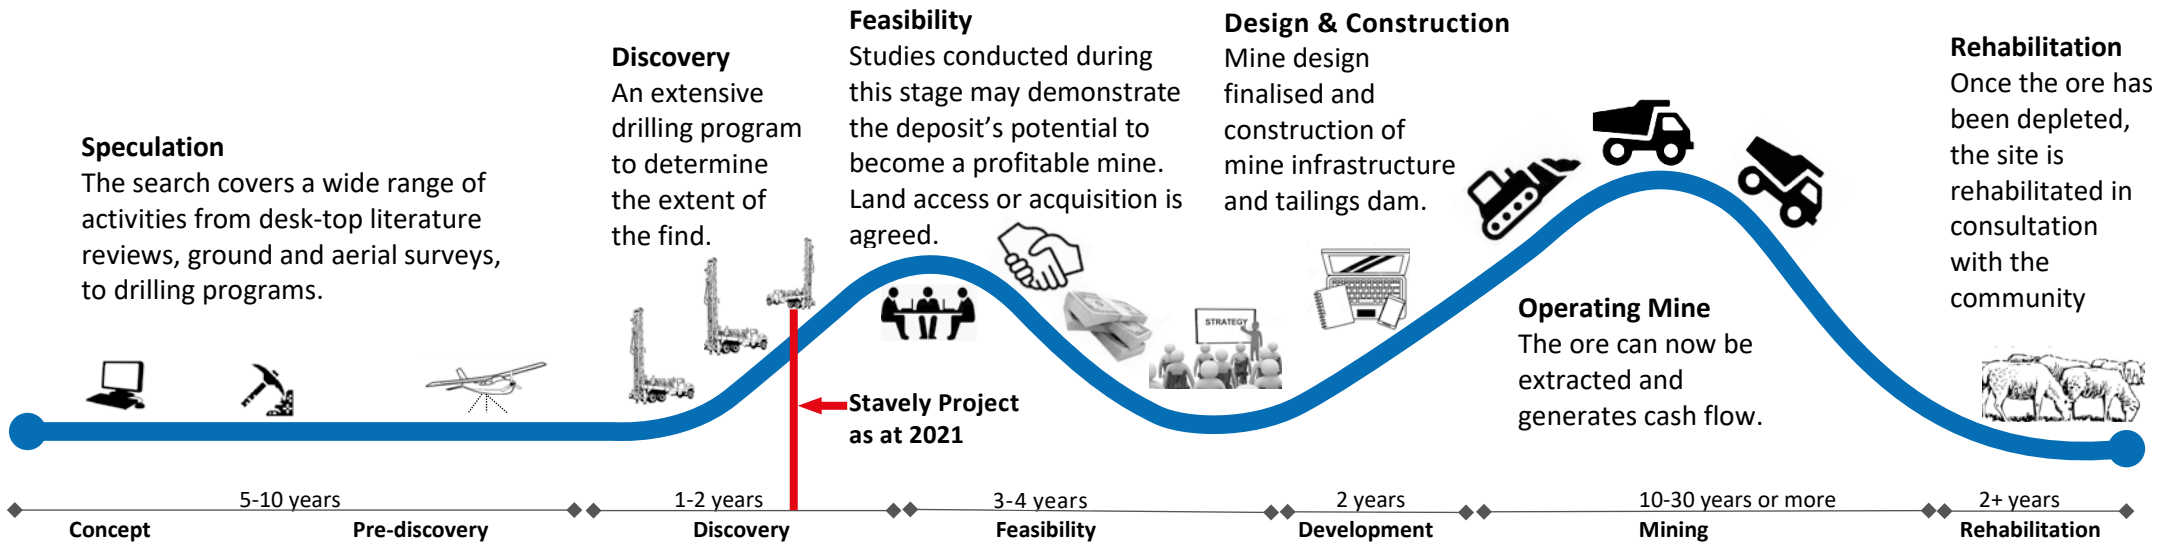 Speculation
The search covers a wide range of
activities from desk-top literature
reviews, ground and aerial surveys,
to drilling programs.
Discovery
An extensive
drilling program
to determine
the extent of
the find.
Feasibility
Studies conducted during
this stage may demonstrate
the deposit's potential to
become a profitable mine.
Land access or acquisition is
agreed.
Design & Construction
Mine design
finalised and
construction of
mine infrastructure
and tailings dam.
Rehabilitation
Once the ore has
been depleted,
the site is
rehabilitated in
consultation
with the
community
STRATEGY
Operating Mine
The ore can now be
extracted and
generates cash flow.
Stavely Project
as at 2021
5-10 years
1-2 years
3-4 years
2 years
10-30 years or more
2+ years
Concept
Pre-discovery
Discovery
Feasibility
Development
Mining
Rehabilitation